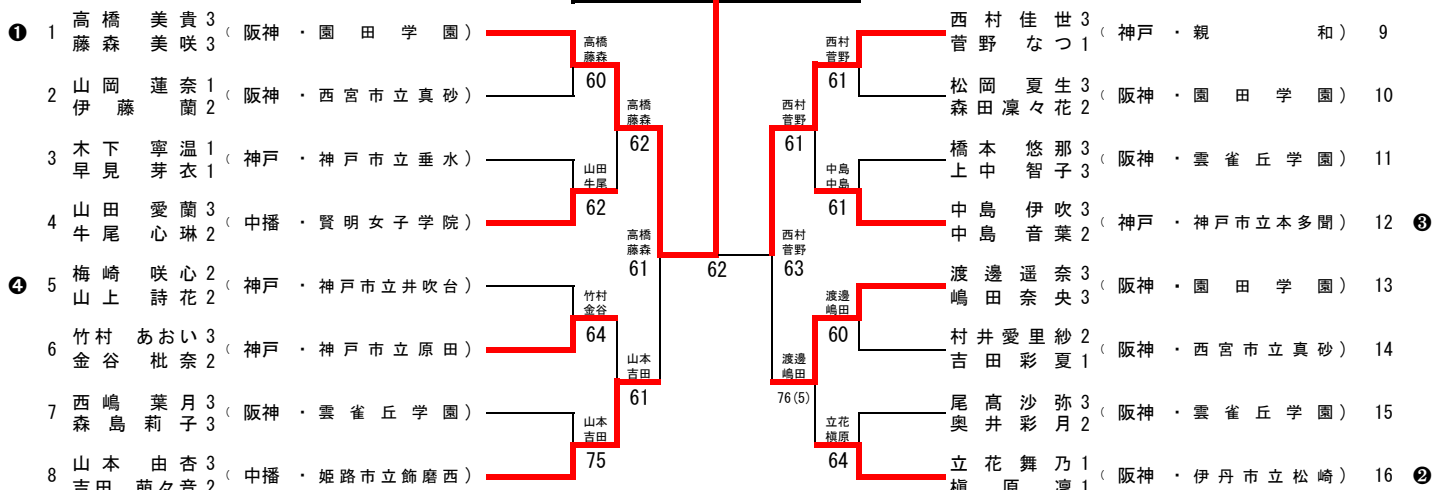 ❶ 1 高橋 美貴 3 藤森 美咲 3 （ 阪神 ・ 園田学園 ）
2 山岡 蓮奈 1 伊藤 蘭 2 （ 阪神 ・ 西宮市立真砂 ）
3 木下 寧温 1 早見 芽衣 1 （ 神戸 ・ 神戸市立垂水 ）
4 山田 愛蘭 3 牛尾 心琳 2 （ 中播 ・ 賢明女子学院 ）
❹ 5 梅崎 咲心 2 山上 詩花 2 （ 神戸 ・ 神戸市立井吹台 ）
6 竹村 あおい 3 金谷 枇奈 2 （ 神戸 ・ 神戸市立原田 ）
7 西嶋 葉月 3 森島 莉子 3 （ 阪神 ・ 雲雀丘学園 ）
8 山本 由杏 3 吉田 萌々音 2 （ 中播 ・ 姫路市立飾磨西 ）
高橋
藤森
60
山田
牛尾
62
竹村
金谷
64
山本
吉田
75
高橋
藤森
62
山本
吉田
61
高橋
藤森
61
62
西村
菅野
63
西村
菅野
61
渡邊
嶋田
76(5)
西村
菅野
61
中島
中島
61
渡邊
嶋田
60
立花
槇原
64
西村佳世 3 菅野 なつ 1 （ 神戸 ・ 親和 ） 9
松岡 夏生 3 森田凜々花 2 （ 阪神 ・ 園田学園 ） 10
橋本 悠那 3 上中 智子 3 （ 阪神 ・ 雲雀丘学園 ） 11
中島 伊吹 3 中島 音葉 2 （ 神戸 ・ 神戸市立本多聞 ） 12 ❸
渡邊遥奈 3 嶋田奈央 3 （ 阪神 ・ 園田学園 ） 13
村井愛里紗 2 吉田彩夏 1 （ 阪神 ・ 西宮市立真砂 ） 14
尾髙沙弥 3 奥井彩月 2 （ 阪神 ・ 雲雀丘学園 ） 15
立花舞乃 1 槇原 凛 1 （ 阪神 ・ 伊丹市立松崎 ） 16 ❷